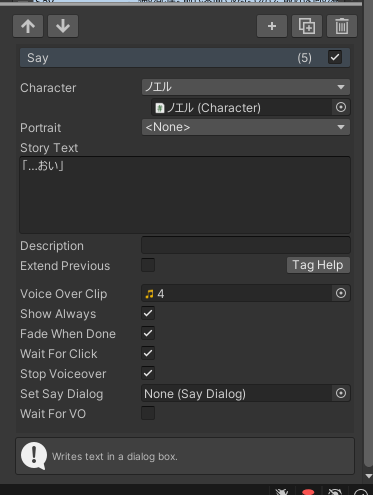 Say (5)
Character ノエル
ノエル (Character)
Portrait <None>
Story Text
「...おい」
Description
Extend Previous Tag Help
Voice Over Clip 4
Show Always
Fade When Done
Wait For Click
Stop Voiceover
Set Say Dialog None (Say Dialog)
Wait For VO
Writes text in a dialog box.